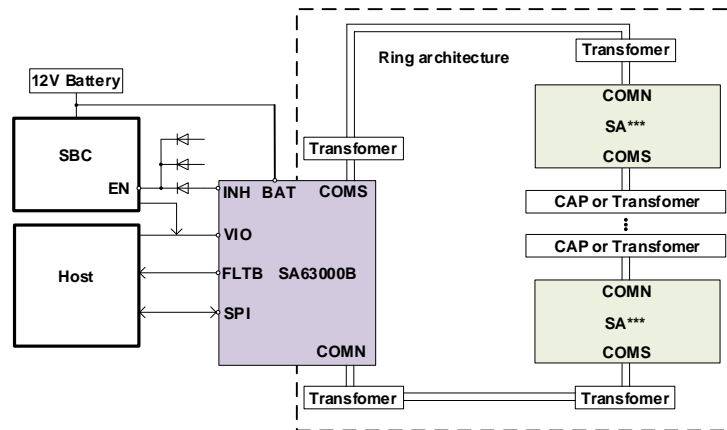 Ring architecture
Transfomer
12V Battery
COMN
SA***
COMS
SBC
EN
Transfomer
INH
BAT
COMS
CAP or Transfomer
VIO
CAP or Transfomer
Host
FLTB
SA63000B
SPI
COMN
SA***
COMS
COMN
Transfomer
Transfomer